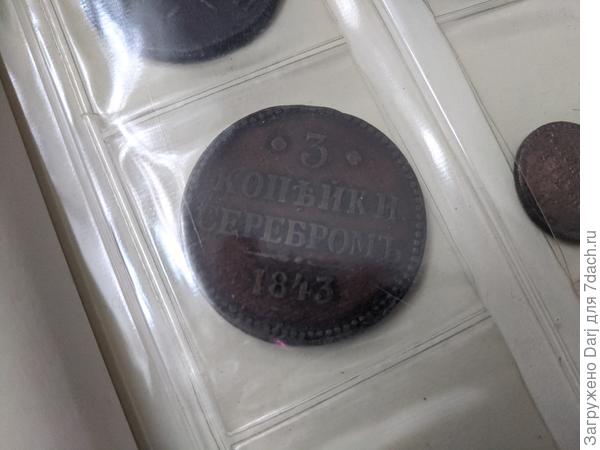 3
КОПѢЙКИ.
СЕРЕБРОМЪ
1843
Загружено Darj для 7dach.ru